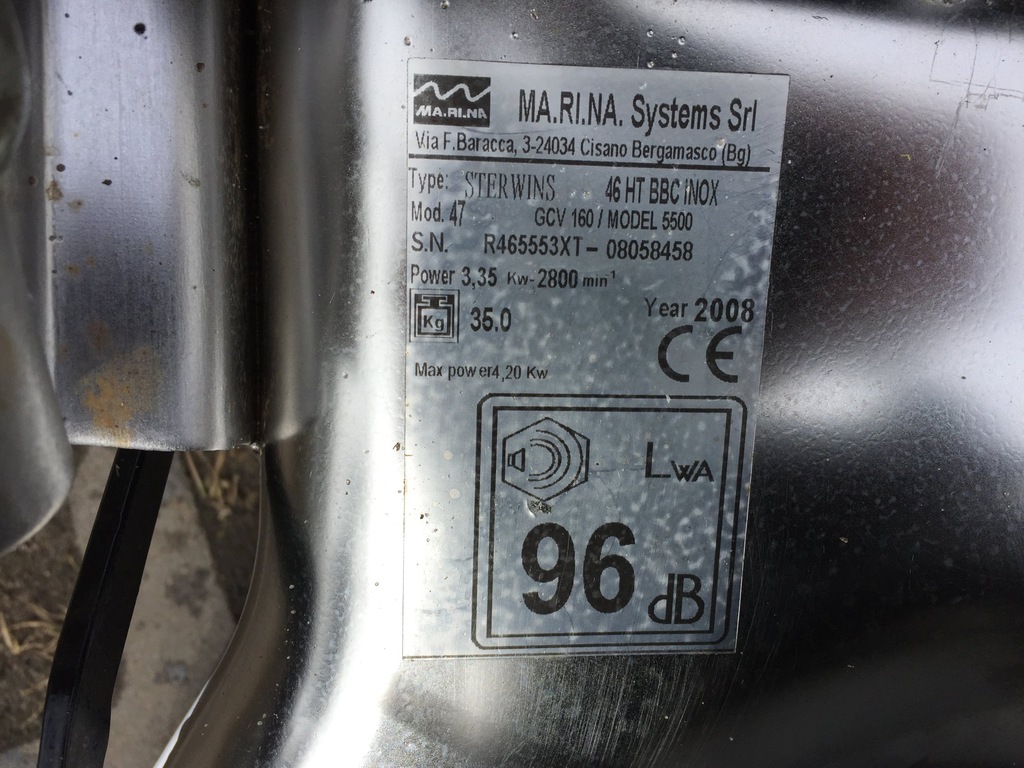 MA.RI.NA
MA.RI.NA. Systems Srl
Via F.Baracca, 3-24034 Cisano Bergamasco (Bg)
Type: STERWINS 46 HT BBC INOX
Mod. 47 GCV 160 / MODEL 5500
S.N. R465553XT - 08058458
Power 3,35 Kw- 2800 min⁻¹
Kg 35.0
Year 2008
CE
Max power4,20 Kw
LWA
96 dB